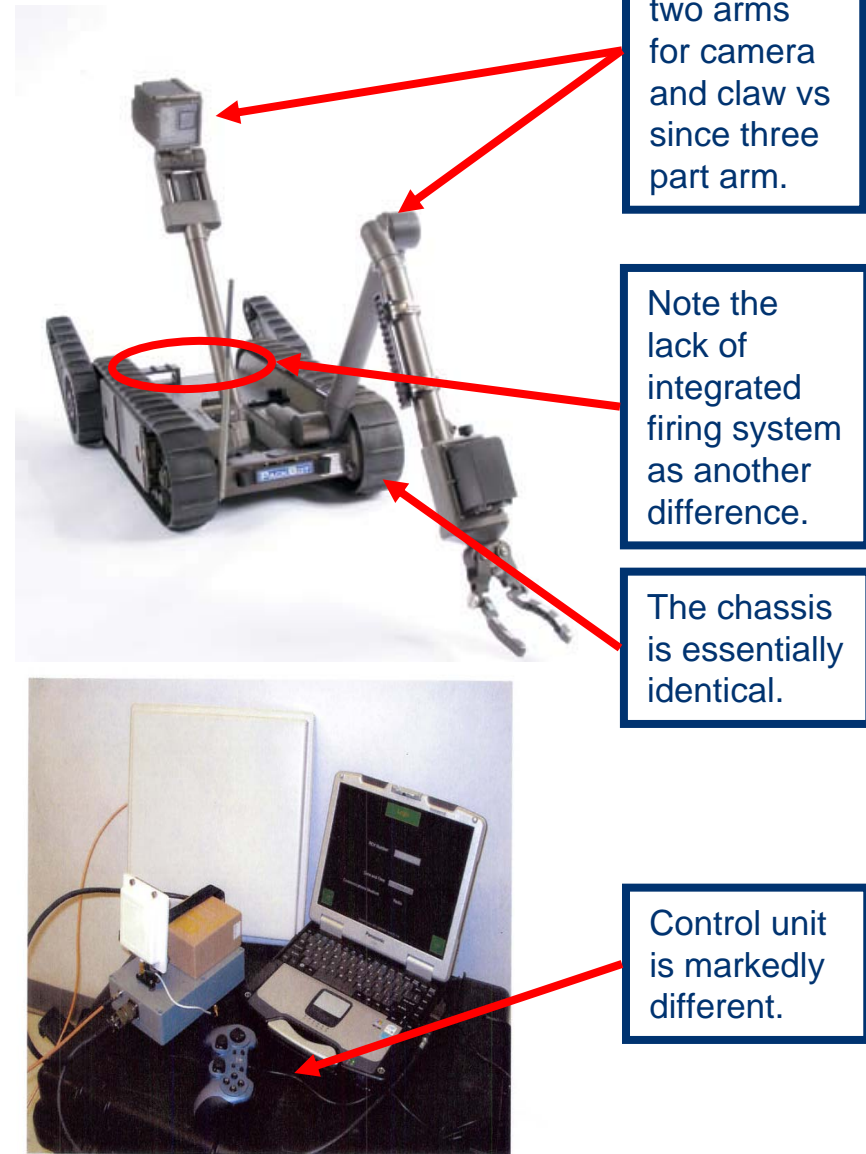 two arms
for camera
and claw vs
since three
part arm.
Note the
lack of
integrated
firing system
as another
difference.
PACKBOT
The chassis
is essentially
identical.
Panasonic
Control unit
is markedly
different.